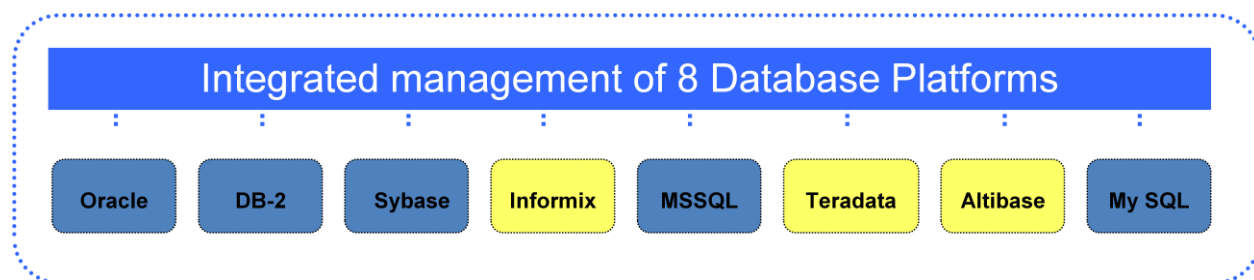 Integrated management of 8 Database Platforms
Oracle DB-2 Sybase Informix MSSQL Teradata Altibase My SQL